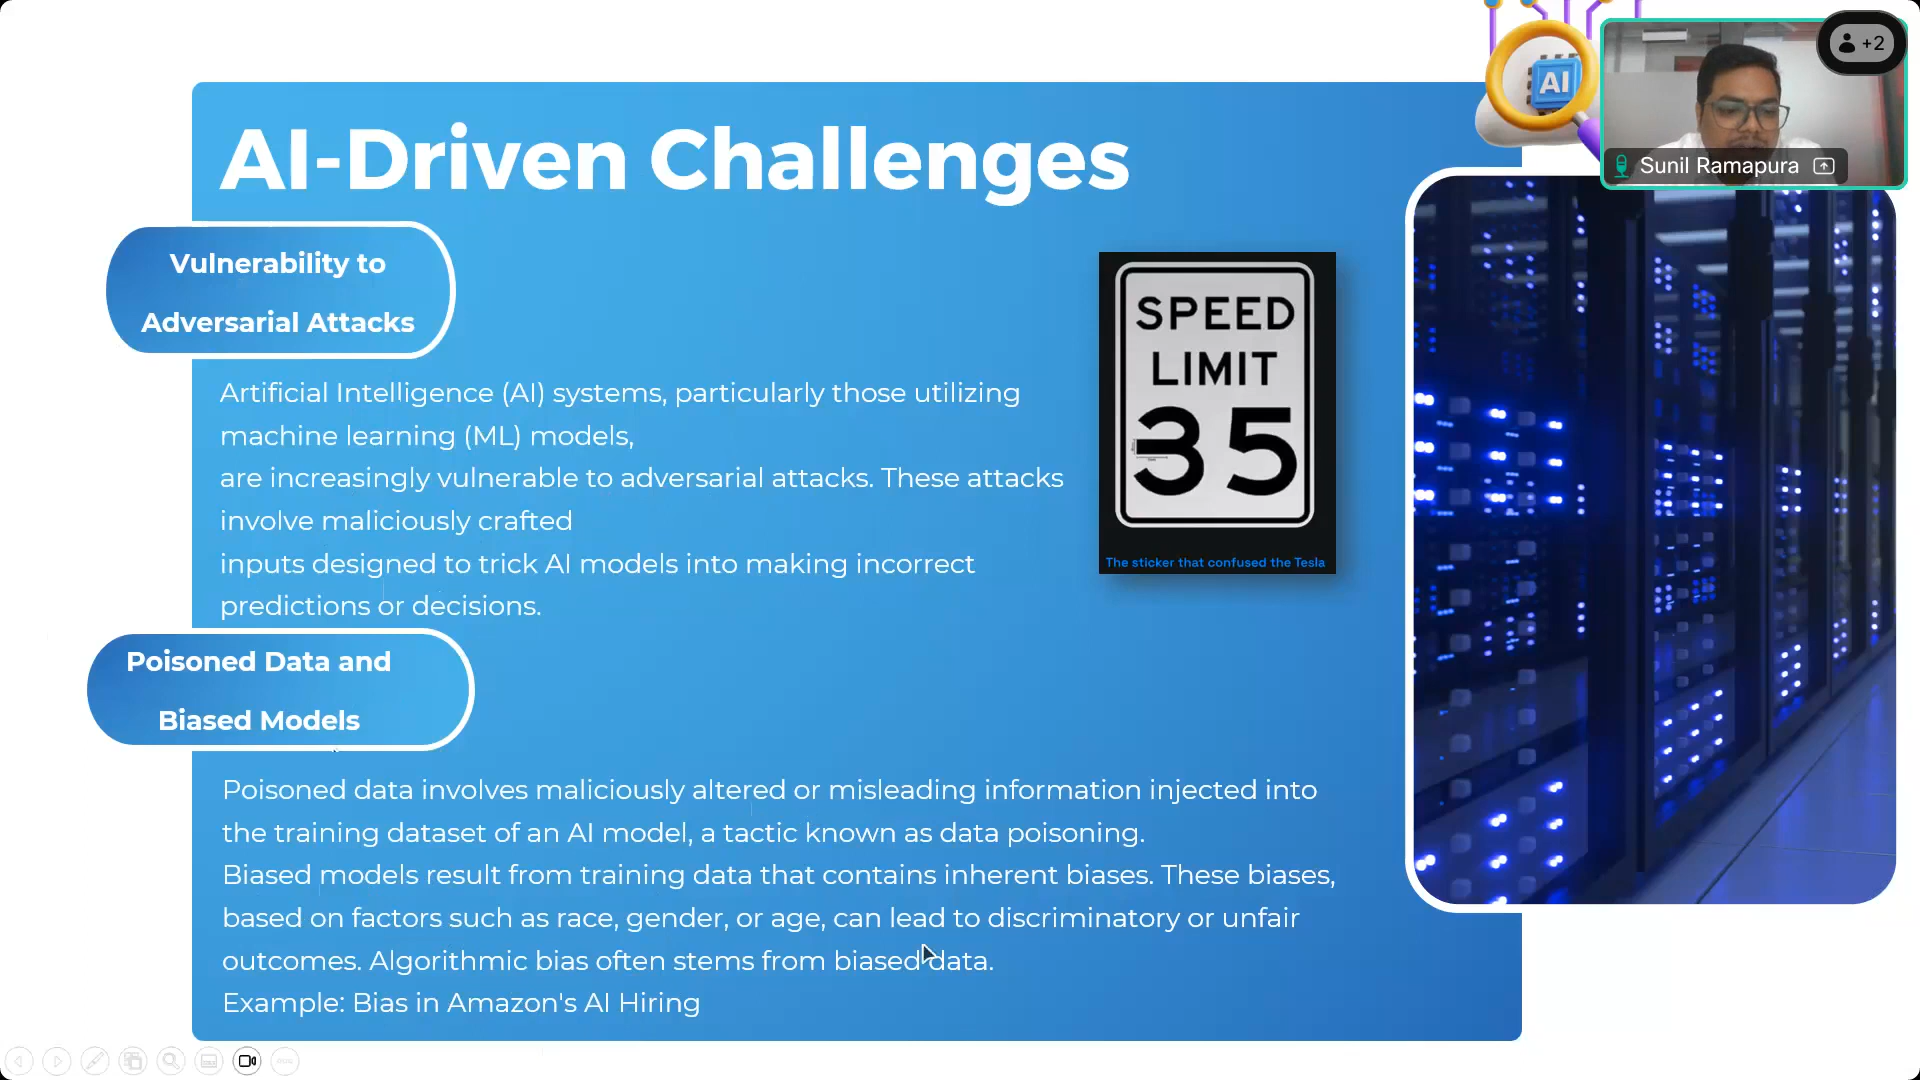 AI
+2
Sunil Ramapura
AI-Driven Challenges
Vulnerability to
Adversarial Attacks
Artificial Intelligence (AI) systems, particularly those utilizing
machine learning (ML) models,
are increasingly vulnerable to adversarial attacks. These attacks
involve maliciously crafted
inputs designed to trick AI models into making incorrect
predictions or decisions.
SPEED
LIMIT
35
The sticker that confused the Tesla
Poisoned Data and
Biased Models
Poisoned data involves maliciously altered or misleading information injected into
the training dataset of an AI model, a tactic known as data poisoning.
Biased models result from training data that contains inherent biases. These biases,
based on factors such as race, gender, or age, can lead to discriminatory or unfair
outcomes. Algorithmic bias often stems from biased data.
Example: Bias in Amazon's AI Hiring